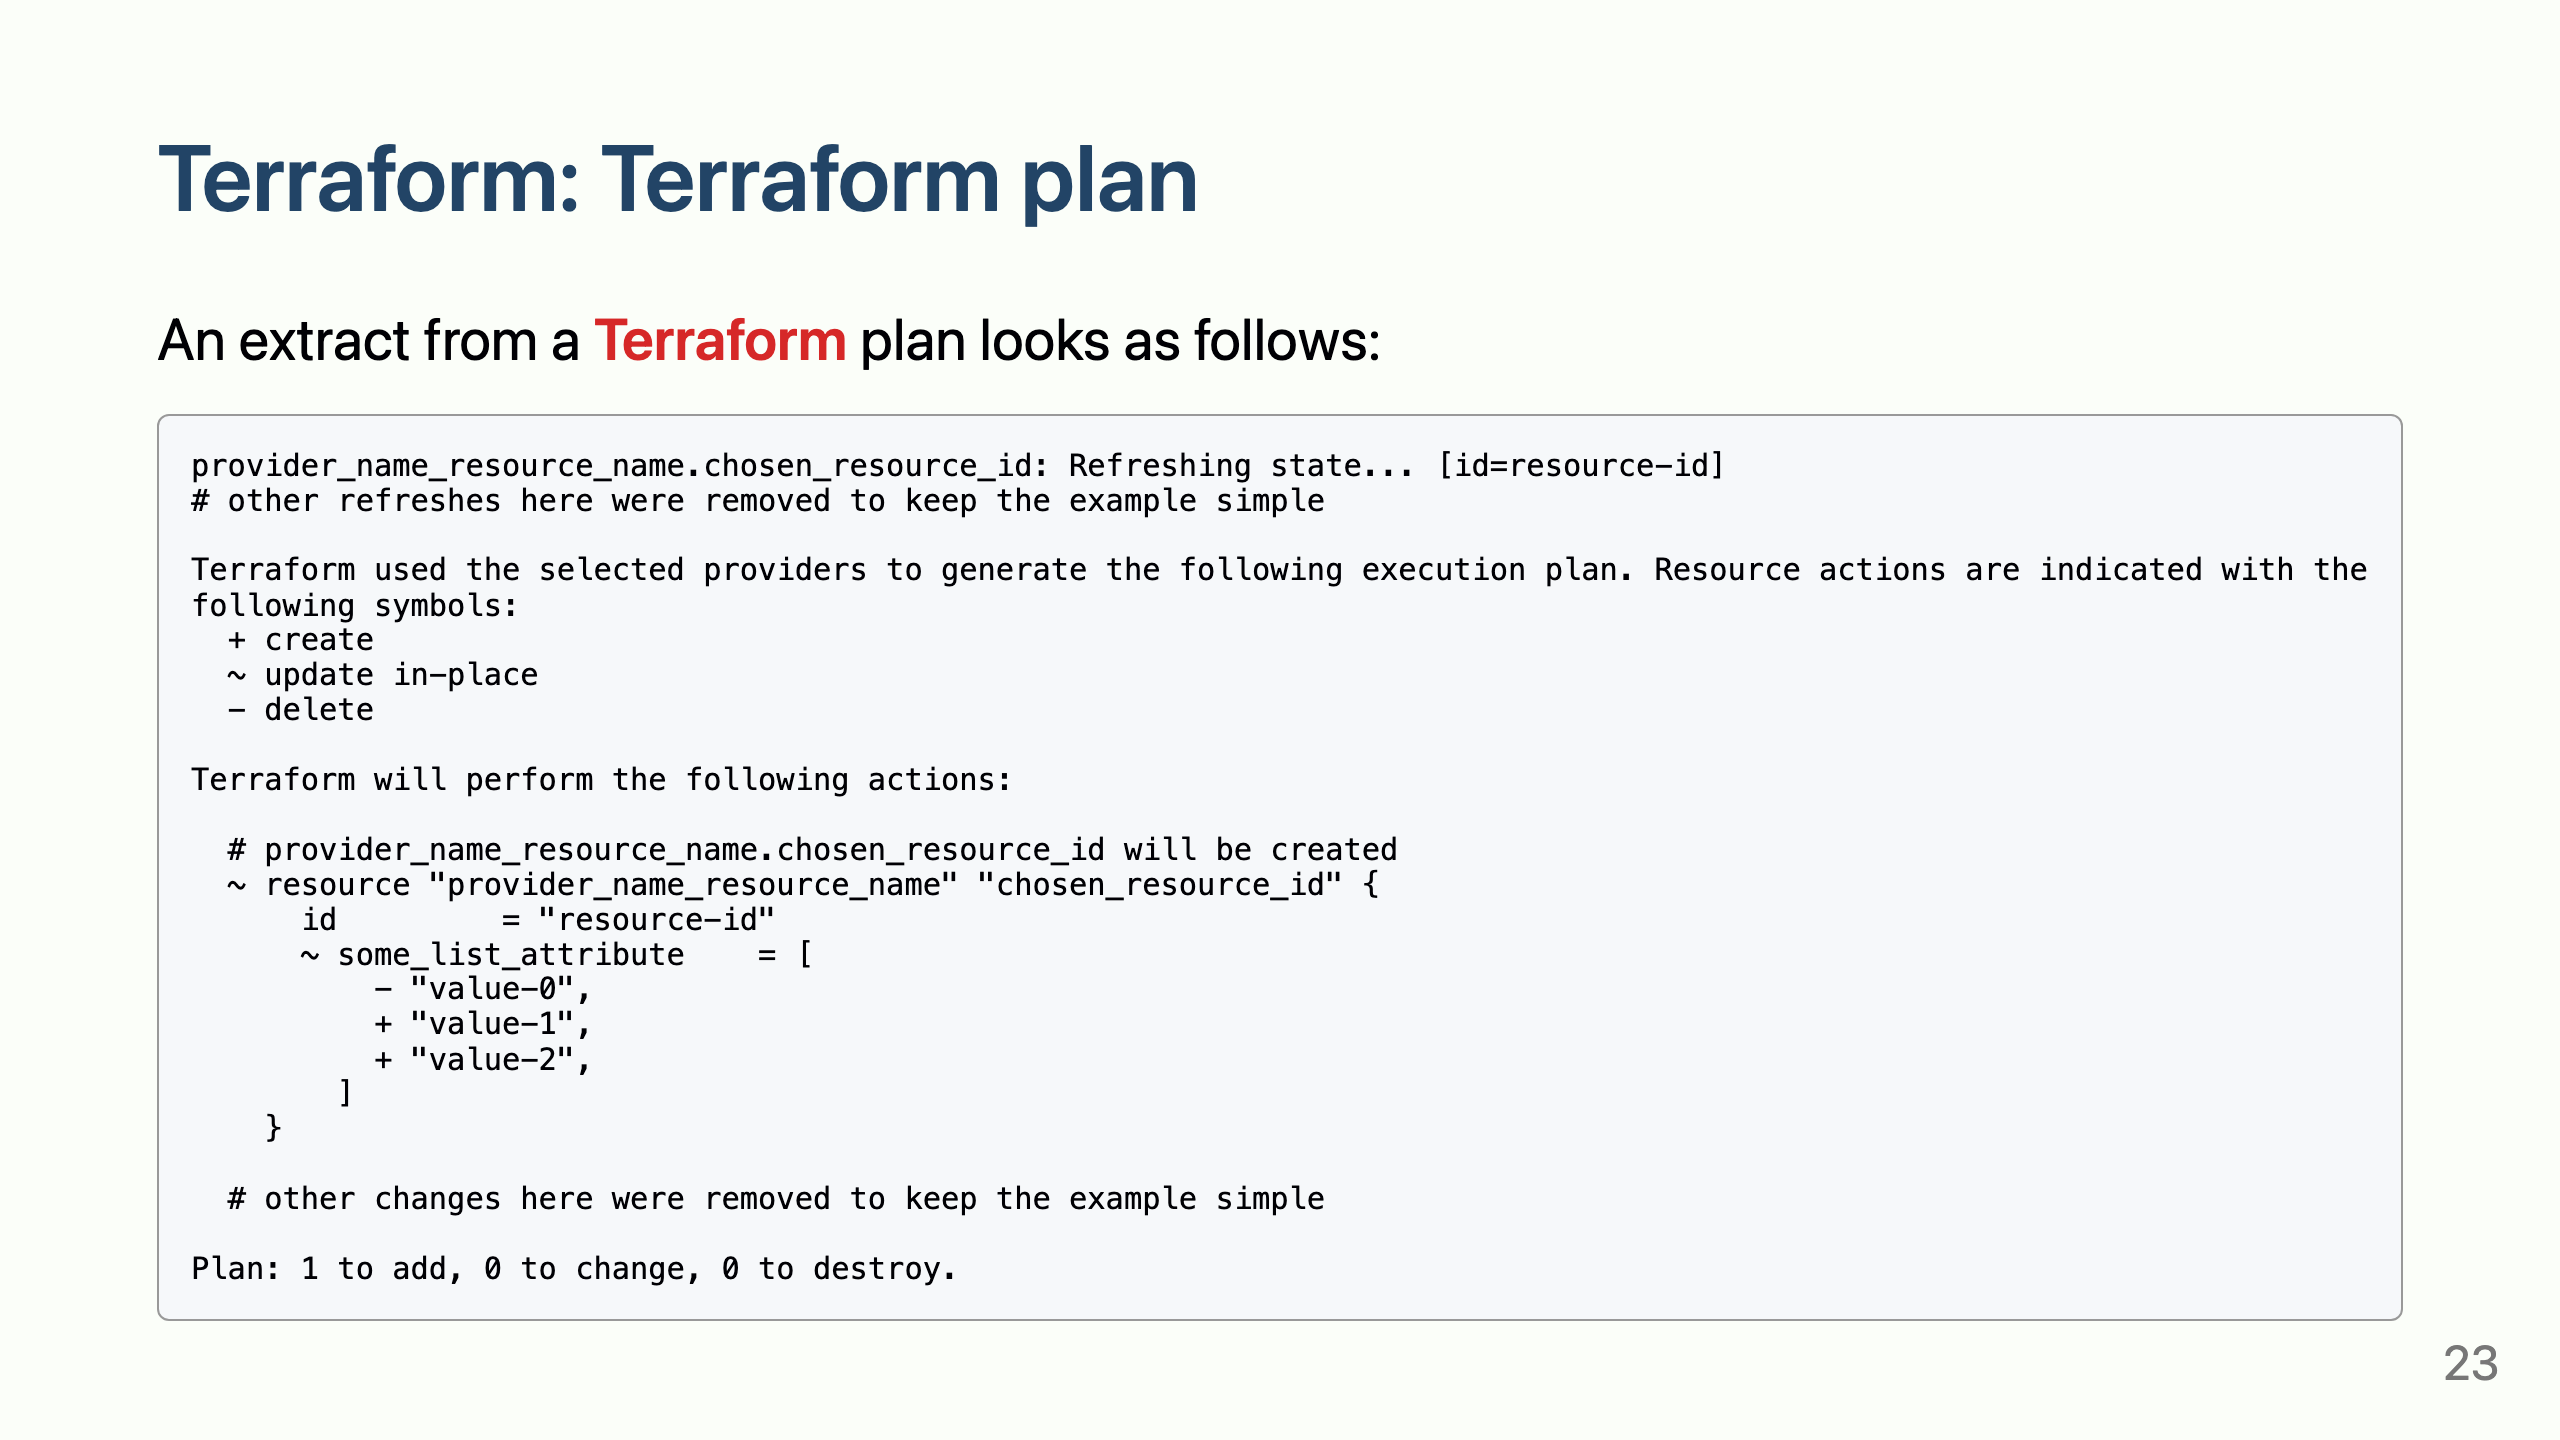 Terraform: Terraform plan
An extract from a Terraform plan looks as follows:
provider_name_resource_name.chosen_resource_id: Refreshing state... [id=resource-id]
# other refreshes here were removed to keep the example simple
Terraform used the selected providers to generate the following execution plan. Resource actions are indicated with the
following symbols:
  + create
  ~ update in-place
  - delete
Terraform will perform the following actions:
  # provider_name_resource_name.chosen_resource_id will be created
  ~ resource "provider_name_resource_name" "chosen_resource_id" {
      id         = "resource-id"
      ~ some_list_attribute    = [
          - "value-0",
          + "value-1",
          + "value-2",
        ]
    }
  # other changes here were removed to keep the example simple
Plan: 1 to add, 0 to change, 0 to destroy.
23